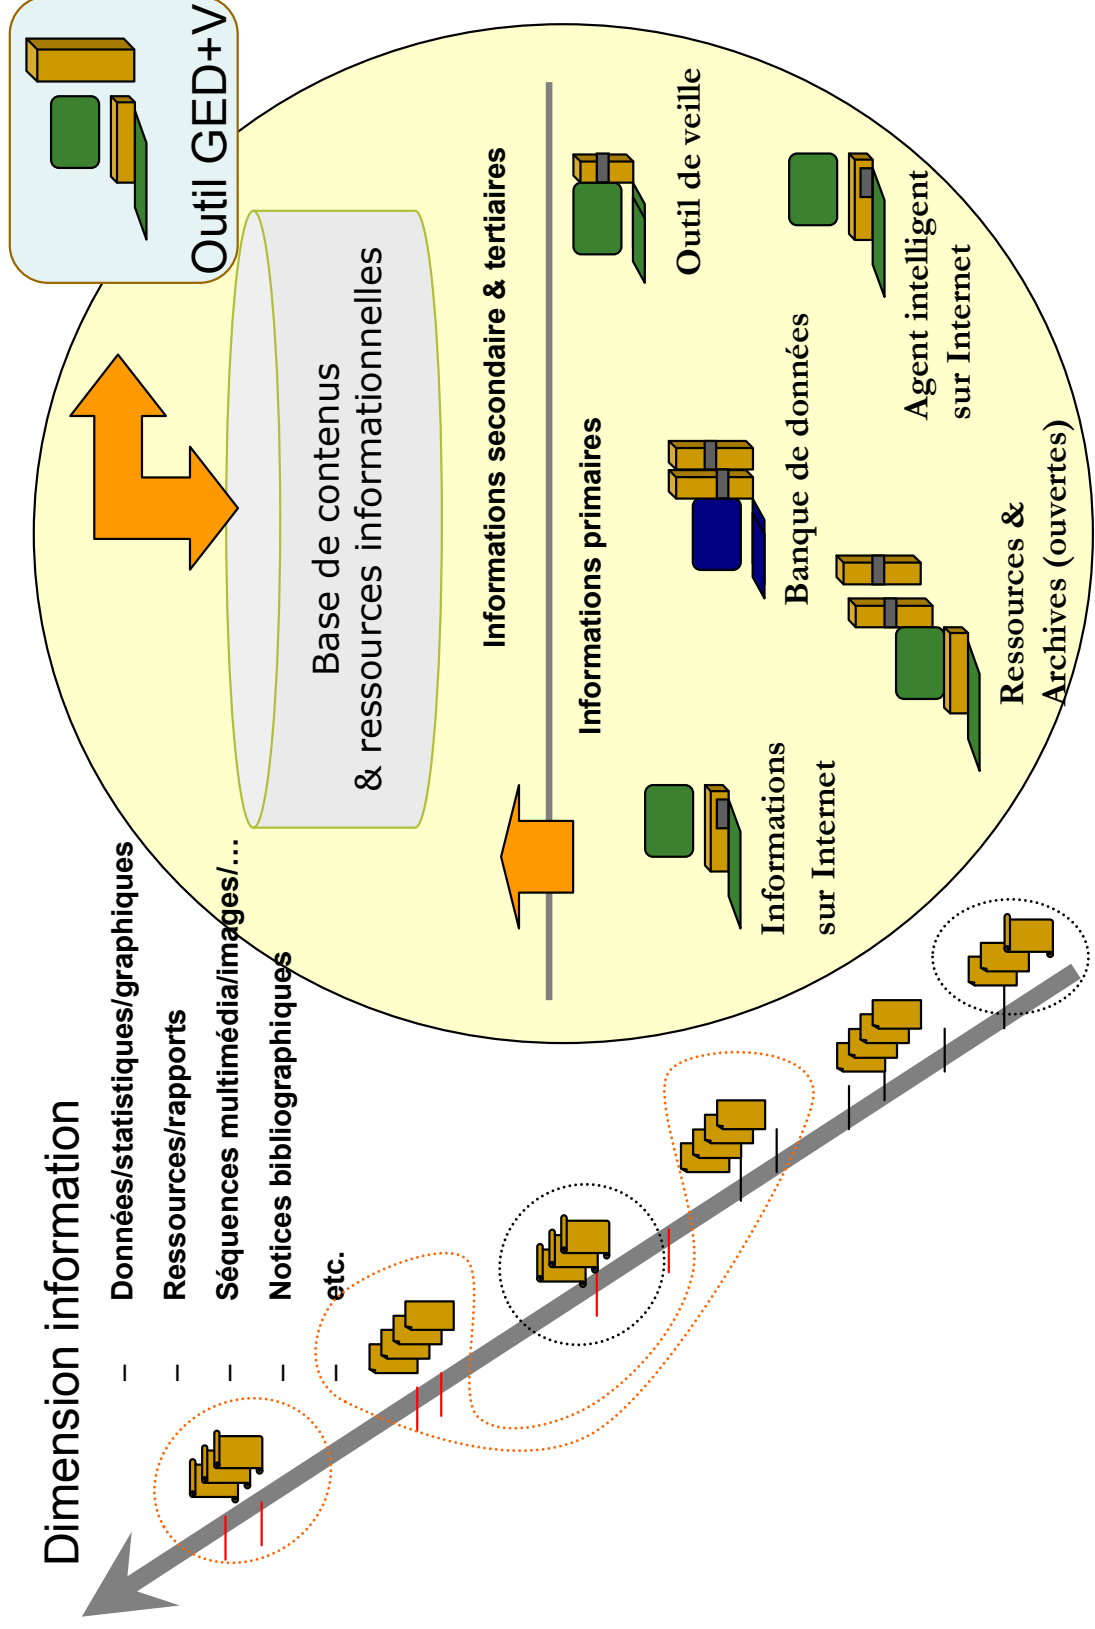 Dimension information
– Données/statistiques/graphiques
– Ressources/rapports
– Séquences multimédia/images/…
– Notices bibliographiques
– etc.
Outil GED+V
Base de contenus
& ressources informationnelles
Informations secondaire & tertiaires
Informations primaires
Informations
sur Internet
Banque de données
Outil de veille
Ressources &
Archives (ouvertes)
Agent intelligent
sur Internet